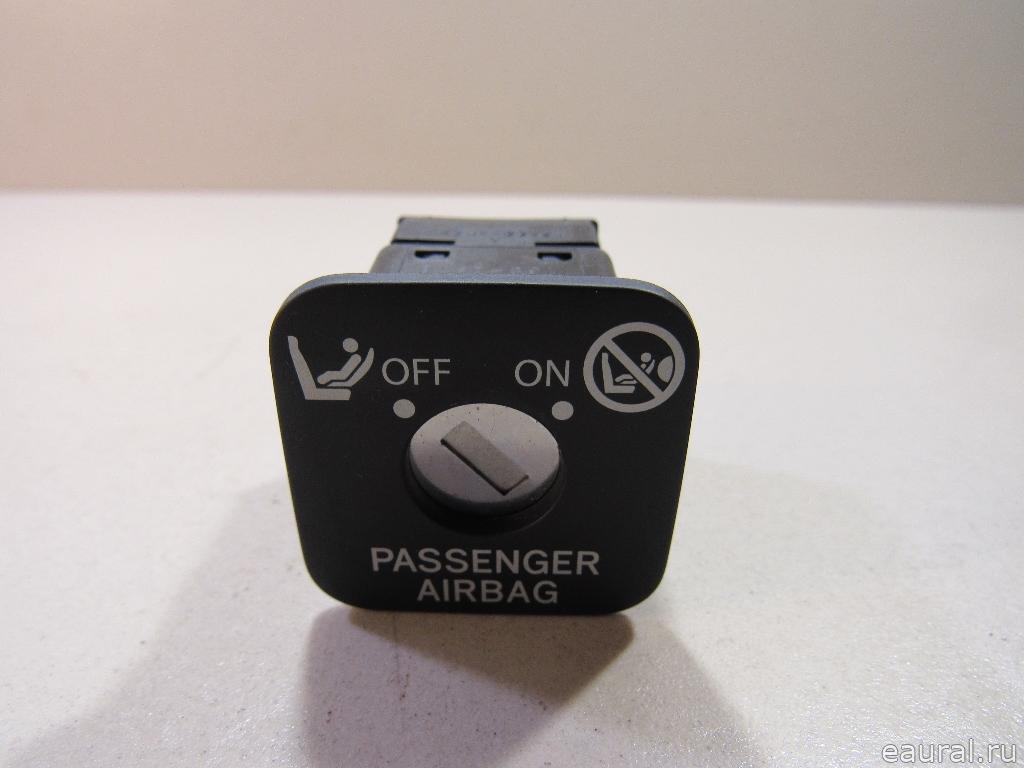 OFF ON
PASSENGER
AIRBAG
eaural.ru